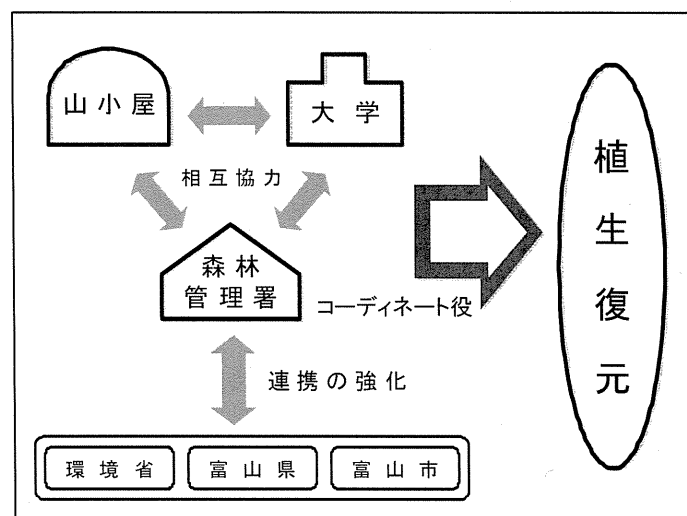 山小屋
大学
相互協力
森林
管理署
コーディネート役
連携の強化
環境省
富山県
富山市
植生復元